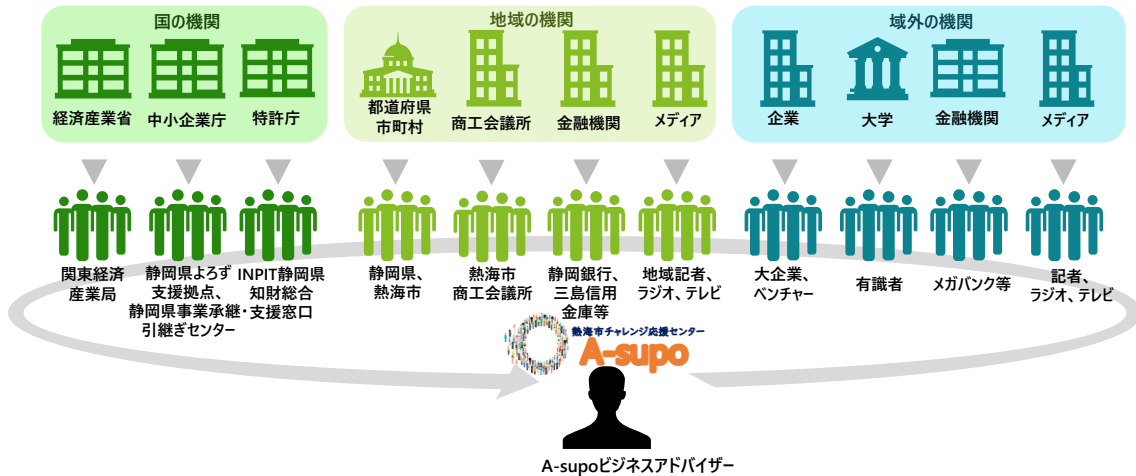 国の機関
経済産業省
中小企業庁
特許庁
地域の機関
都道府県
市町村
商工会議所
金融機関
メディア
域外の機関
企業
大学
金融機関
メディア
関東経済
産業局
静岡県よろず
支援拠点、
静岡県事業承継・
引継ぎセンター
INPIT静岡県
知財総合
支援窓口
静岡県、
熱海市
熱海市
商工会議所
静岡銀行、
三島信用
金庫等
地域記者、
ラジオ、テレビ
大企業、
ベンチャー
有識者
メガバンク等
記者、
ラジオ、テレビ
熱海市チャレンジ応援センター
A-supo
A-supoビジネスアドバイザー